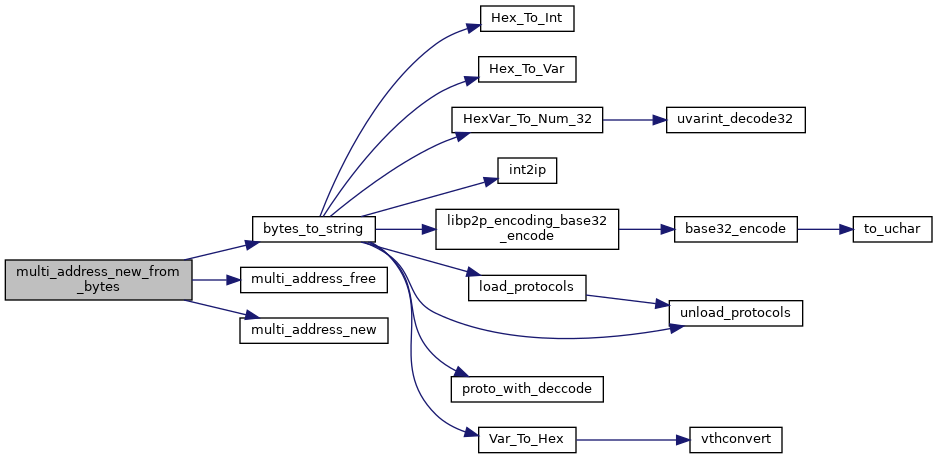 Hex_To_Int
Hex_To_Var
HexVar_To_Num_32
uvarint_decode32
int2ip
bytes_to_string
libp2p_encoding_base32
_encode
base32_encode
to_uchar
multi_address_new_from
_bytes
multi_address_free
load_protocols
multi_address_new
unload_protocols
proto_with_deccode
Var_To_Hex
vthconvert